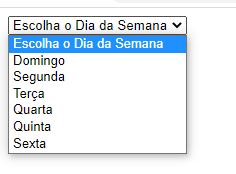 Escolha o Dia da Semana
Escolha o Dia da Semana
Domingo
Segunda
Terça
Quarta
Quinta
Sexta